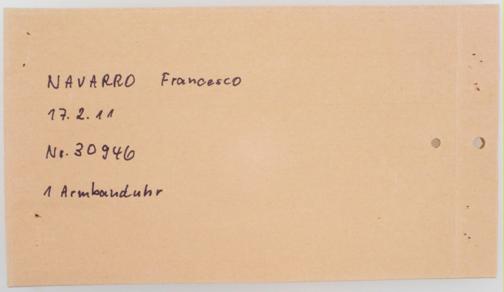 NAVARRO Francesco
17.2.11
Nr. 30946
1 Armbanduhr